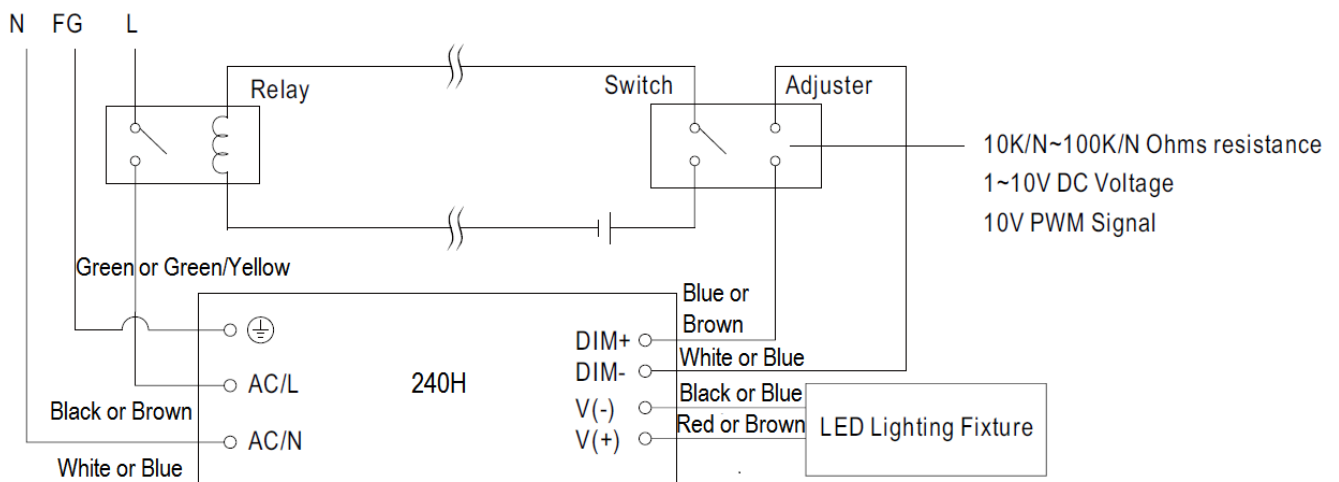 N FG L
Relay
Switch
Adjuster
10K/N~100K/N Ohms resistance
1~10V DC Voltage
10V PWM Signal
Green or Green/Yellow
Blue or
Brown
DIM+
White or Blue
DIM-
AC/L
240H
Black or Blue
Black or Brown
V(-)
Red or Brown
LED Lighting Fixture
V(+)
AC/N
White or Blue